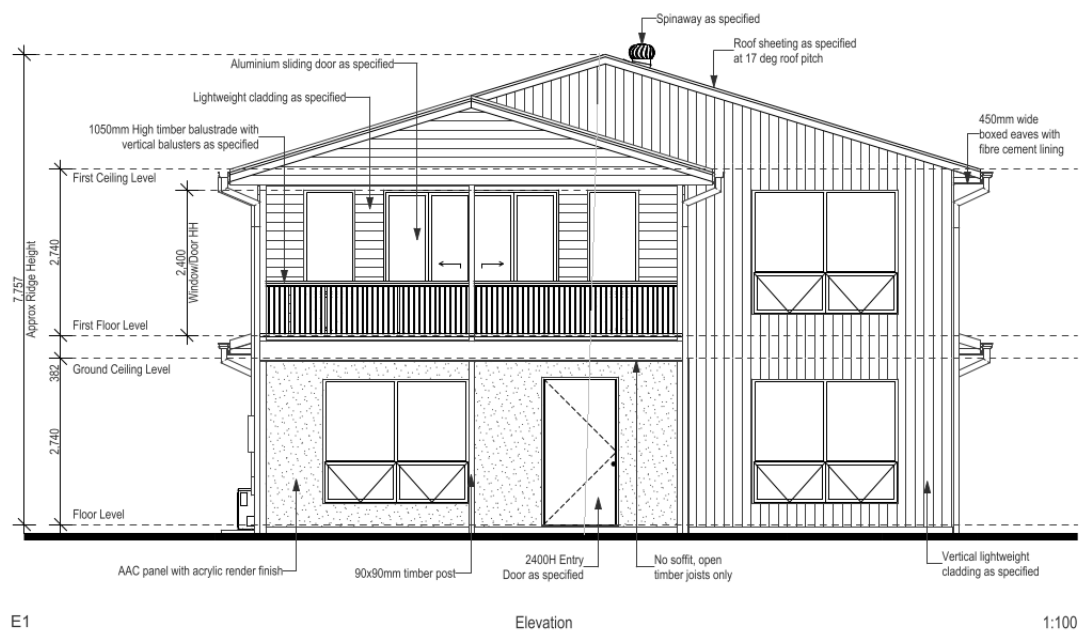 Spinaway as specified
Roof sheeting as specified
at 17 deg roof pitch
Aluminium sliding door as specified
Lightweight cladding as specified
1050mm High timber balustrade with
vertical balusters as specified
450mm wide
boxed eaves with
fibre cement lining
First Ceiling Level
2,740
2,400
Window/Door HH
7,757
Approx Ridge Height
First Floor Level
382
Ground Ceiling Level
2,740
Floor Level
AAC panel with acrylic render finish
90x90mm timber post
2400H Entry
Door as specified
No soffit, open
timber joists only
Vertical lightweight
cladding as specified
E1
Elevation
1:100